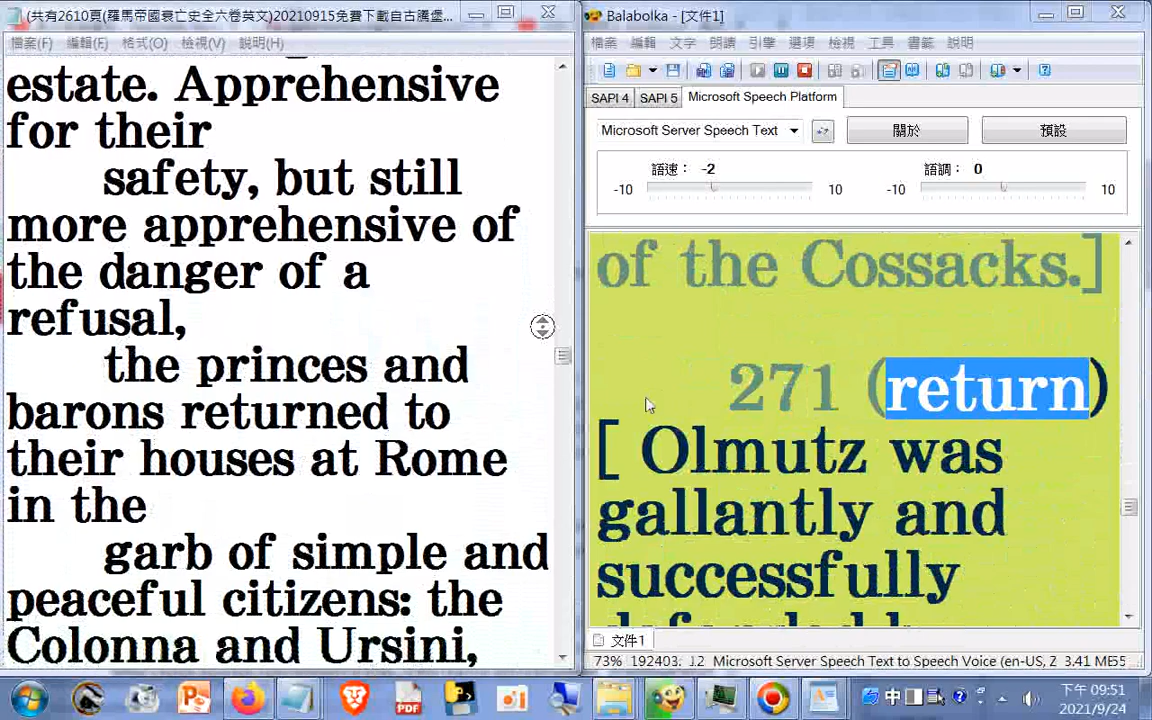 (共有2610頁(羅馬帝國衰亡史全六卷英文)20210915免費下載自古騰堡...
檔案(F) 編輯(E) 格式(O) 檢視(V) 說明(H)
estate. Apprehensive
for their
safety, but still
more apprehensive of
the danger of a
refusal,
the princes and
barons returned to
their houses at Rome
in the
garb of simple and
peaceful citizens: the
Colonna and Ursini,
Balabolka - [文件1]
檔案 編輯 文字 朗讀 引擎 選項 檢視 工具 書籤 說明
SAPI 4 SAPI 5 Microsoft Speech Platform
Microsoft Server Speech Text 關於 預設
語速： -2 語調： 0
-10 10 -10 10
of the Cossacks.]
271 (return)
[ Olmutz was
gallantly and
successfully
文件1
73% 192403: 12 Microsoft Server Speech Text to Speech Voice (en-US, Z 3.41 ME55
中 下午 09:51
2021/9/24